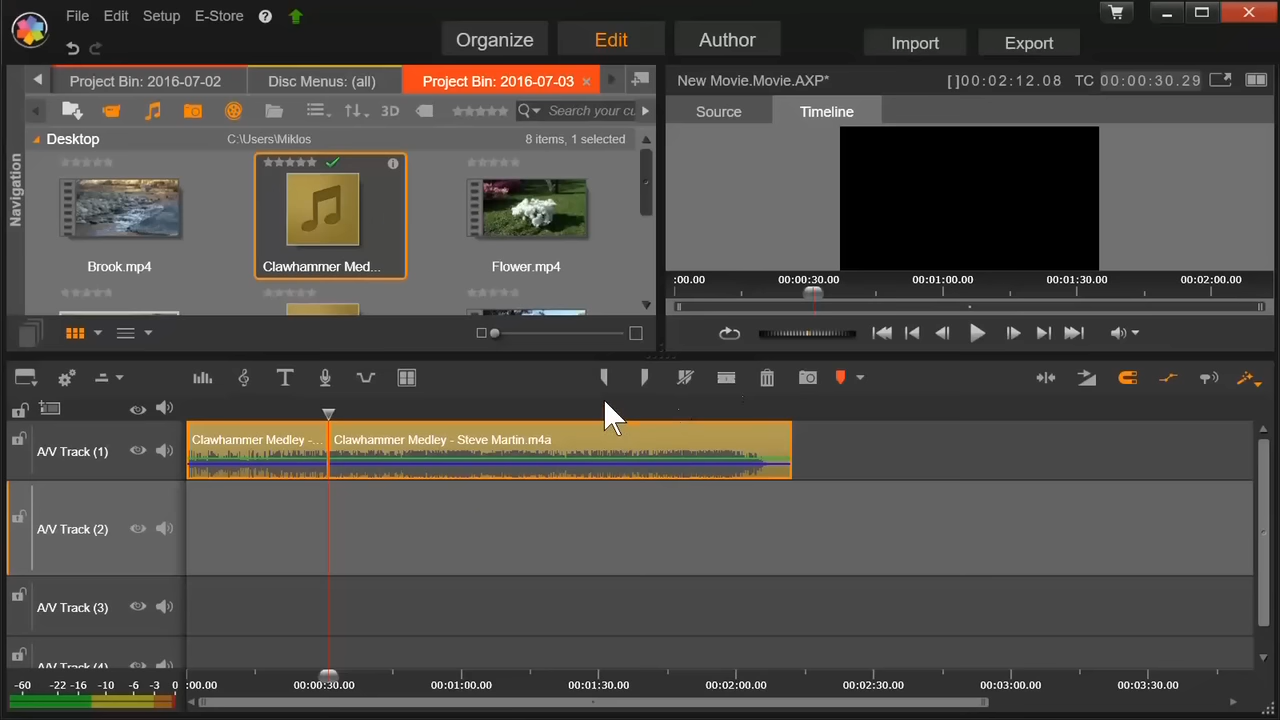 File Edit Setup E-Store ?
Organize Edit Author Import Export
Project Bin: 2016-07-02 Disc Menus: (all) Project Bin: 2016-07-03 ×
New Movie.Movie.AXP* []00:02:12.08 TC 00:00:30.29
3D Search your cu
Source Timeline
Desktop C:\Users\Miklos 8 items, 1 selected
Navigation
Brook.mp4 Clawhammer Med... Flower.mp4
:00.00 00:00:30.00 00:01:00.00 00:01:30.00 00:02:00.00
A/V Track (1) Clawhammer Medley -... Clawhammer Medley - Steve Martin.m4a
A/V Track (2)
A/V Track (3)
A/V Track (4)
-60 -22 -16 -10 -6 -3 0 :00.00 00:00:30.00 00:01:00.00 00:01:30.00 00:02:00.00 00:02:30.00 00:03:00.00 00:03:30.00